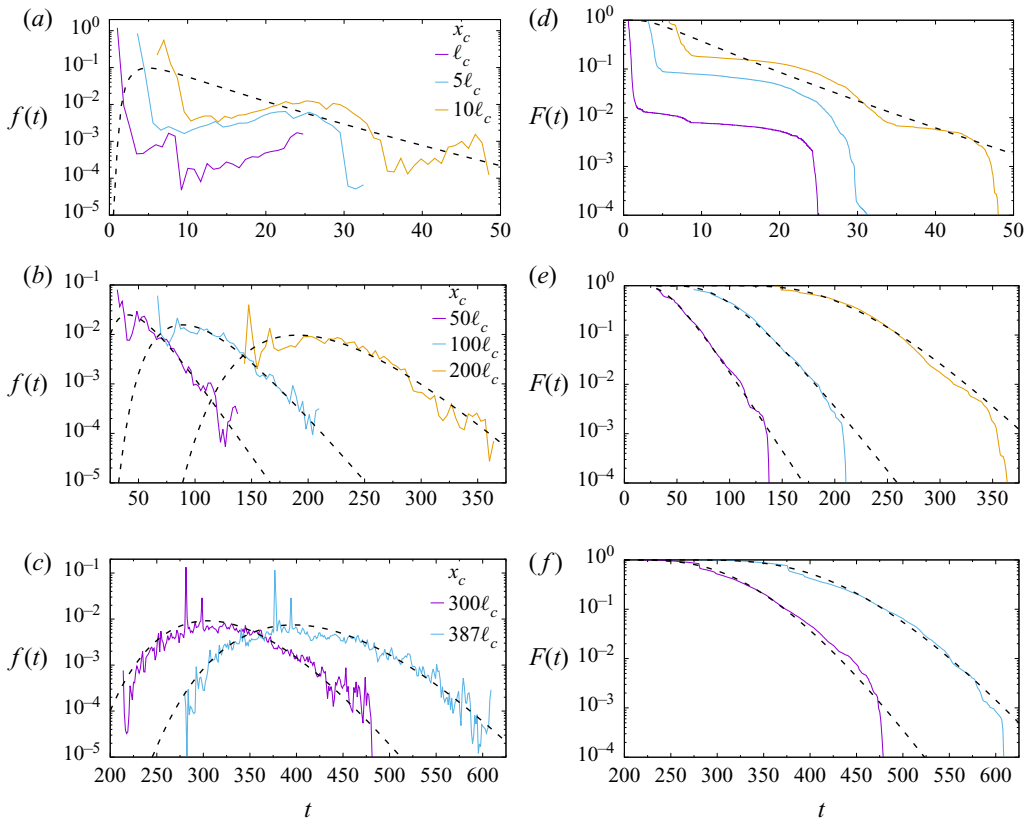 (a)
x_c
ℓ_c
5ℓ_c
10ℓ_c
f(t)
10^0
10^–1
10^–2
10^–3
10^–4
10^–5
0 10 20 30 40 50
(d)
F(t)
10^0
10^–1
10^–2
10^–3
10^–4
0 10 20 30 40 50
(b)
x_c
50ℓ_c
100ℓ_c
200ℓ_c
f(t)
10^–1
10^–2
10^–3
10^–4
10^–5
50 100 150 200 250 300 350
(e)
F(t)
10^0
10^–1
10^–2
10^–3
10^–4
0 50 100 150 200 250 300 350
(c)
x_c
300ℓ_c
387ℓ_c
f(t)
10^–1
10^–2
10^–3
10^–4
10^–5
200 250 300 350 400 450 500 550 600
t
(f)
F(t)
10^0
10^–1
10^–2
10^–3
10^–4
200 250 300 350 400 450 500 550 600
t